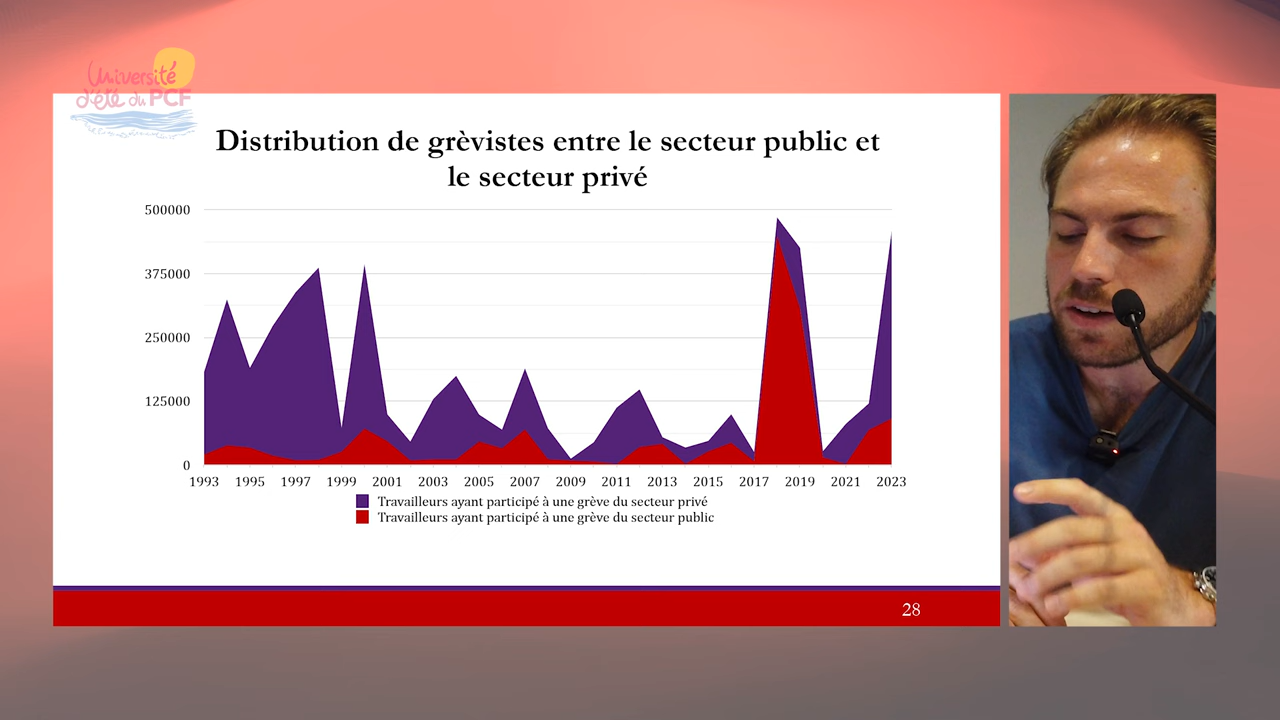 Université
d'été du PCF
Distribution de grèvistes entre le secteur public et
le secteur privé
500000
375000
250000
125000
0
1993 1995 1997 1999 2001 2003 2005 2007 2009 2011 2013 2015 2017 2019 2021 2023
Travailleurs ayant participé à une grève du secteur privé
Travailleurs ayant participé à une grève du secteur public
28